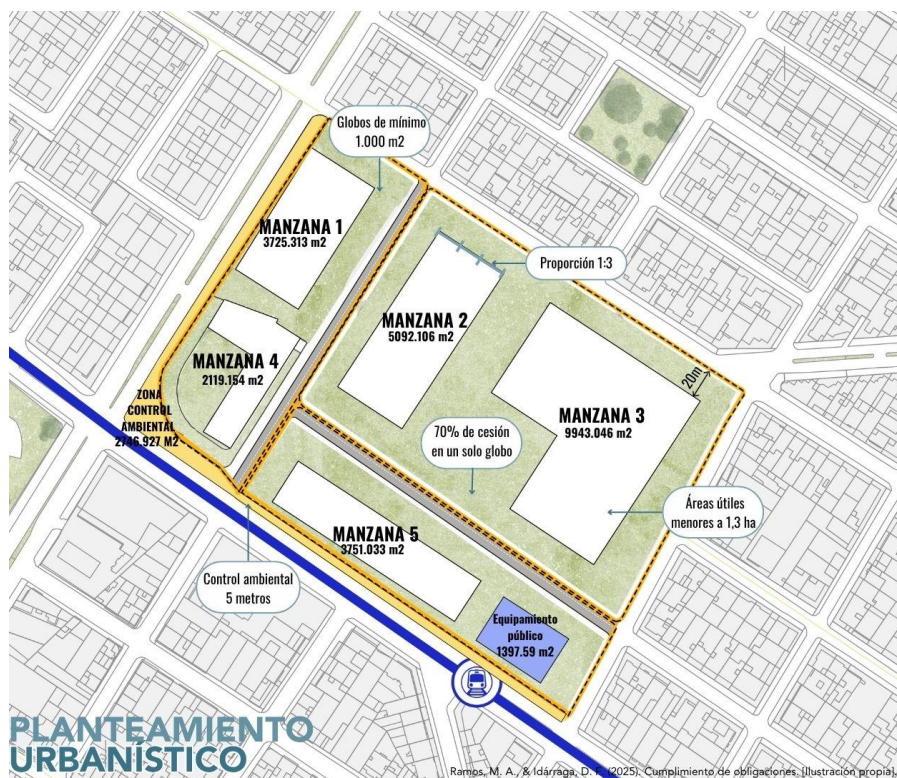 Globos de mínimo
1.000 m2
MANZANA 1
3725.313 m2
Proporción 1:3
MANZANA 2
5092.106 m2
MANZANA 4
2119.154 m2
20m
ZONA
CONTROL
AMBIENTAL
2746.927 M2
MANZANA 3
9943.046 m2
70% de cesión
en un solo globo
Áreas útiles
menores a 1,3 ha
MANZANA 5
3751.033 m2
Control ambiental
5 metros
Equipamiento
público
1397.59 m2
PLANTEAMIENTO
URBANÍSTICO
Ramos, M. A., & Idárraga, D. F. (2025). Cumplimiento de obligaciones. [Ilustración propia].